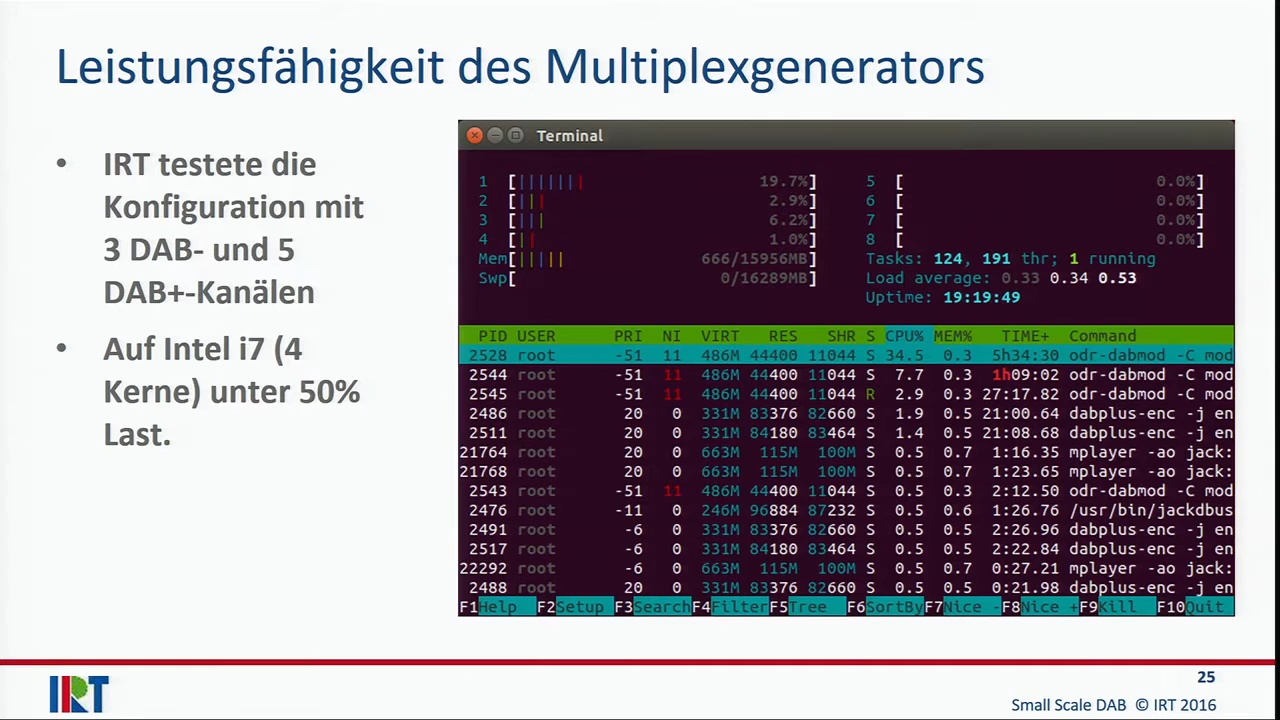 Leistungsfähigkeit des Multiplexgenerators
• IRT testete die
Konfiguration mit
3 DAB- und 5
DAB+-Kanälen
• Auf Intel i7 (4
Kerne) unter 50%
Last.
Terminal
1 [||||||| 19.7%] 5 [ 0.0%]
2 [||| 2.9%] 6 [ 0.0%]
3 [||| 6.2%] 7 [ 0.0%]
4 [|| 1.0%] 8 [ 0.0%]
Mem[||||| 666/15956MB] Tasks: 124, 191 thr; 1 running
Swp[ 0/16289MB] Load average: 0.33 0.34 0.53
Uptime: 19:19:49
PID USER PRI NI VIRT RES SHR S CPU% MEM% TIME+ Command
2528 root -51 11 486M 44400 11044 S 34.5 0.3 5h34:30 odr-dabmod -C mod
2544 root -51 11 486M 44400 11044 S 7.7 0.3 1h09:02 odr-dabmod -C mod
2545 root -51 11 486M 44400 11044 R 2.9 0.3 27:17.82 odr-dabmod -C mod
2486 root 20 0 331M 83376 82660 S 1.9 0.5 21:00.64 dabplus-enc -j en
2511 root 20 0 331M 84180 83464 S 1.4 0.5 21:08.68 dabplus-enc -j en
21764 root 20 0 663M 115M 100M S 0.5 0.7 1:16.35 mplayer -ao jack:
21768 root 20 0 663M 115M 100M S 0.5 0.7 1:23.65 mplayer -ao jack:
2543 root -51 11 486M 44400 11044 S 0.5 0.3 2:12.50 odr-dabmod -C mod
2476 root -11 0 246M 96884 87232 S 0.5 0.6 1:26.76 /usr/bin/jackdbus
2491 root -6 0 331M 83376 82660 S 0.5 0.5 2:26.96 dabplus-enc -j en
2517 root -6 0 331M 84180 83464 S 0.5 0.5 2:22.84 dabplus-enc -j en
22292 root -6 0 663M 115M 100M S 0.5 0.7 0:27.21 mplayer -ao jack:
2488 root 20 0 331M 83376 82660 S 0.5 0.5 0:21.98 dabplus-enc -j en
F1Help F2Setup F3SearchF4FilterF5Tree F6SortByF7Nice -F8Nice +F9Kill F10Quit
25
IRT
Small Scale DAB © IRT 2016